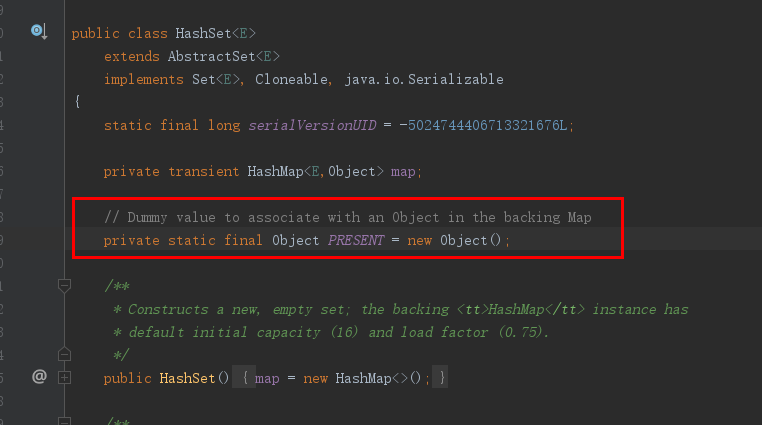 public class HashSet<E>
extends AbstractSet<E>
implements Set<E>, Cloneable, java.io.Serializable
{
static final long serialVersionUID = -5024744406713321676L;
private transient HashMap<E,Object> map;
// Dummy value to associate with an Object in the backing Map
private static final Object PRESENT = new Object();
/**
* Constructs a new, empty set; the backing <tt>HashMap</tt> instance has
* default initial capacity (16) and load factor (0.75).
*/
@ public HashSet() { map = new HashMap<>(); }
/**